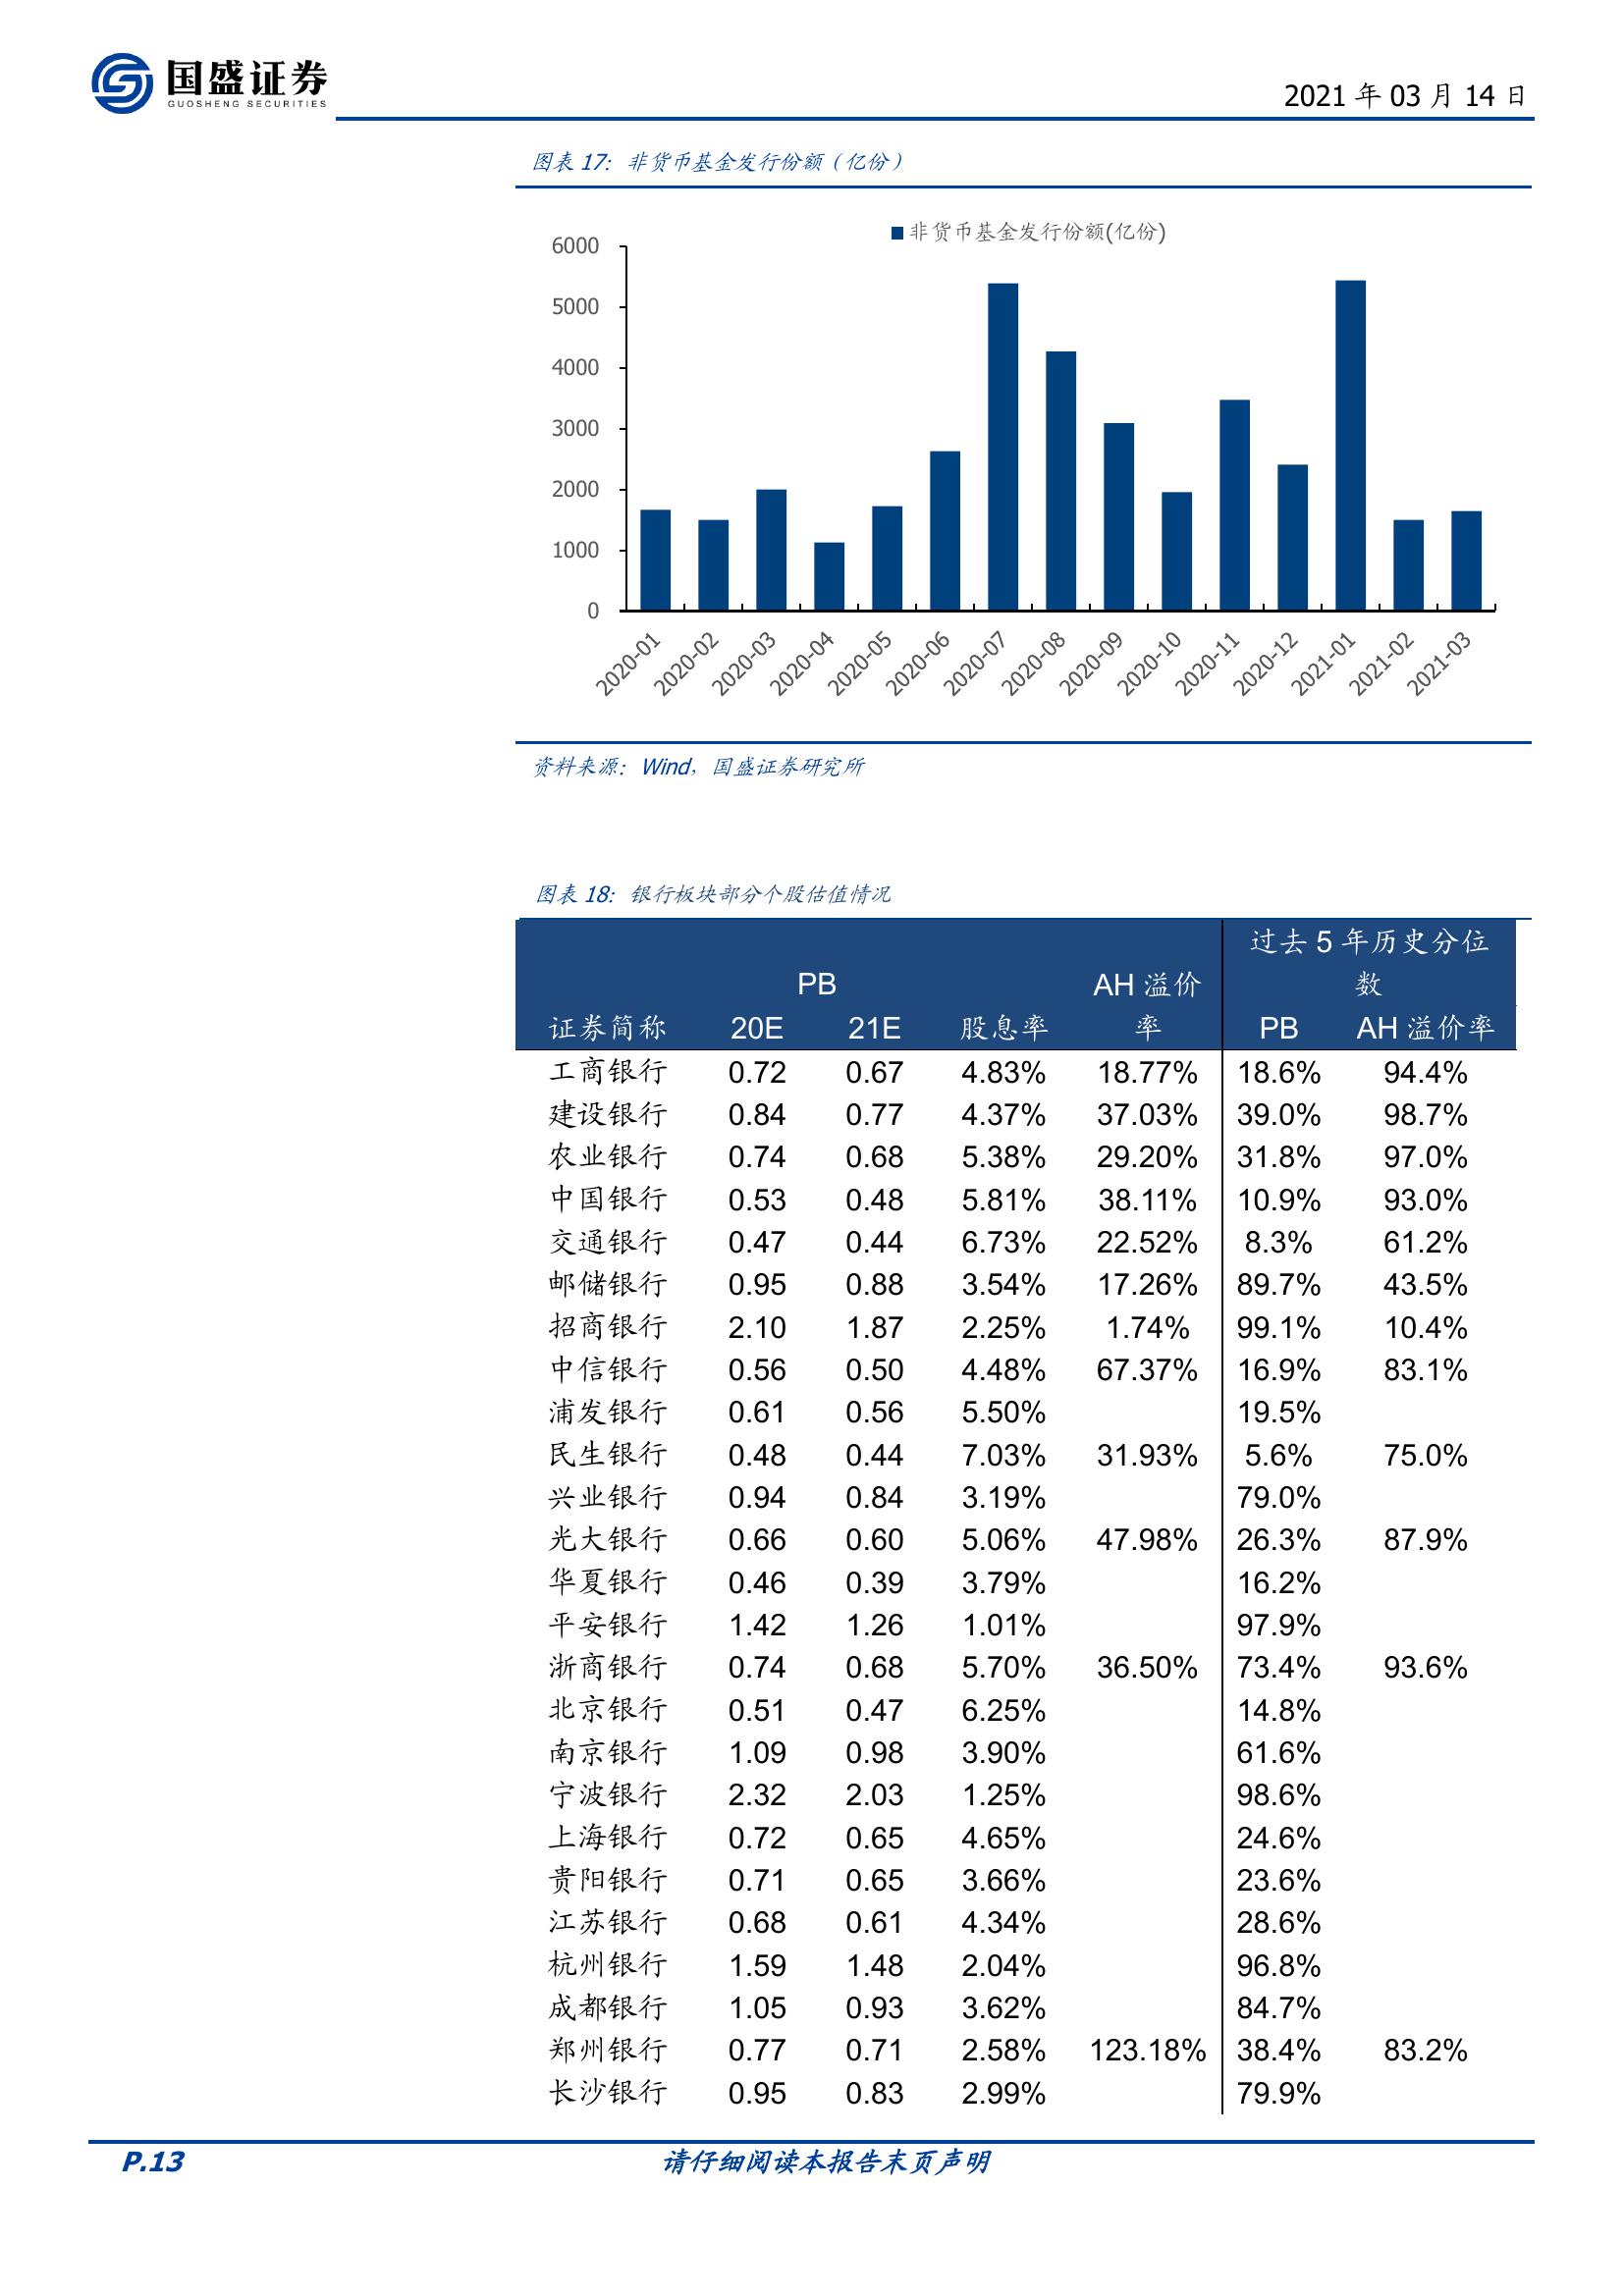 国盛证券
GUOSHENG SECURITIES
2021 年 03 月 14 日
图表 17：非货币基金发行份额（亿份）
非货币基金发行份额(亿份)
6000
5000
4000
3000
2000
1000
0
2020-01 2020-02 2020-03 2020-04 2020-05 2020-06 2020-07 2020-08 2020-09 2020-10 2020-11 2020-12 2021-01 2021-02 2021-03
资料来源：Wind，国盛证券研究所
图表 18：银行板块部分个股估值情况
过去 5 年历史分位
PB AH 溢价 数
证券简称 20E 21E 股息率 率 PB AH 溢价率
工商银行 0.72 0.67 4.83% 18.77% 18.6% 94.4%
建设银行 0.84 0.77 4.37% 37.03% 39.0% 98.7%
农业银行 0.74 0.68 5.38% 29.20% 31.8% 97.0%
中国银行 0.53 0.48 5.81% 38.11% 10.9% 93.0%
交通银行 0.47 0.44 6.73% 22.52% 8.3% 61.2%
邮储银行 0.95 0.88 3.54% 17.26% 89.7% 43.5%
招商银行 2.10 1.87 2.25% 1.74% 99.1% 10.4%
中信银行 0.56 0.50 4.48% 67.37% 16.9% 83.1%
浦发银行 0.61 0.56 5.50% 19.5%
民生银行 0.48 0.44 7.03% 31.93% 5.6% 75.0%
兴业银行 0.94 0.84 3.19% 79.0%
光大银行 0.66 0.60 5.06% 47.98% 26.3% 87.9%
华夏银行 0.46 0.39 3.79% 16.2%
平安银行 1.42 1.26 1.01% 97.9%
浙商银行 0.74 0.68 5.70% 36.50% 73.4% 93.6%
北京银行 0.51 0.47 6.25% 14.8%
南京银行 1.09 0.98 3.90% 61.6%
宁波银行 2.32 2.03 1.25% 98.6%
上海银行 0.72 0.65 4.65% 24.6%
贵阳银行 0.71 0.65 3.66% 23.6%
江苏银行 0.68 0.61 4.34% 28.6%
杭州银行 1.59 1.48 2.04% 96.8%
成都银行 1.05 0.93 3.62% 84.7%
郑州银行 0.77 0.71 2.58% 123.18% 38.4% 83.2%
长沙银行 0.95 0.83 2.99% 79.9%
P.13 请仔细阅读本报告末页声明